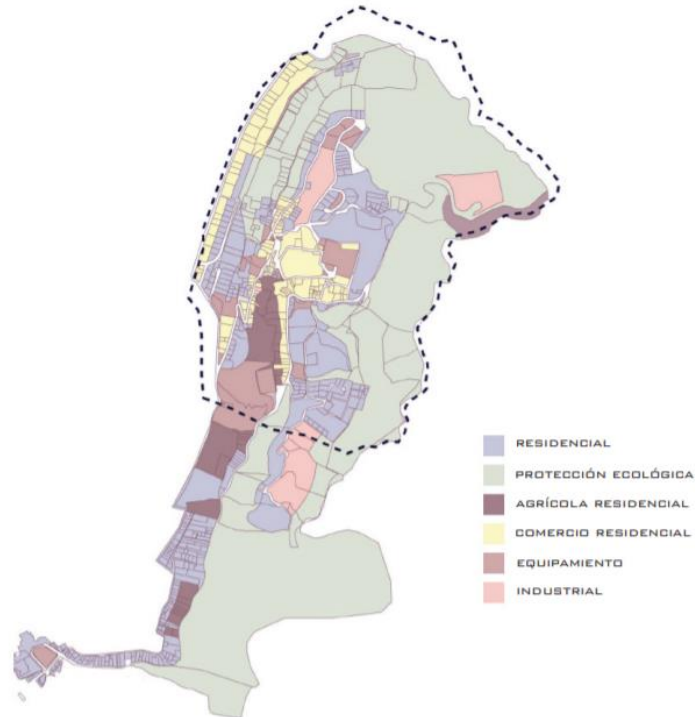 RESIDENCIAL
PROTECCIÓN ECOLÓGICA
AGRÍCOLA RESIDENCIAL
COMERCIO RESIDENCIAL
EQUIPAMIENTO
INDUSTRIAL